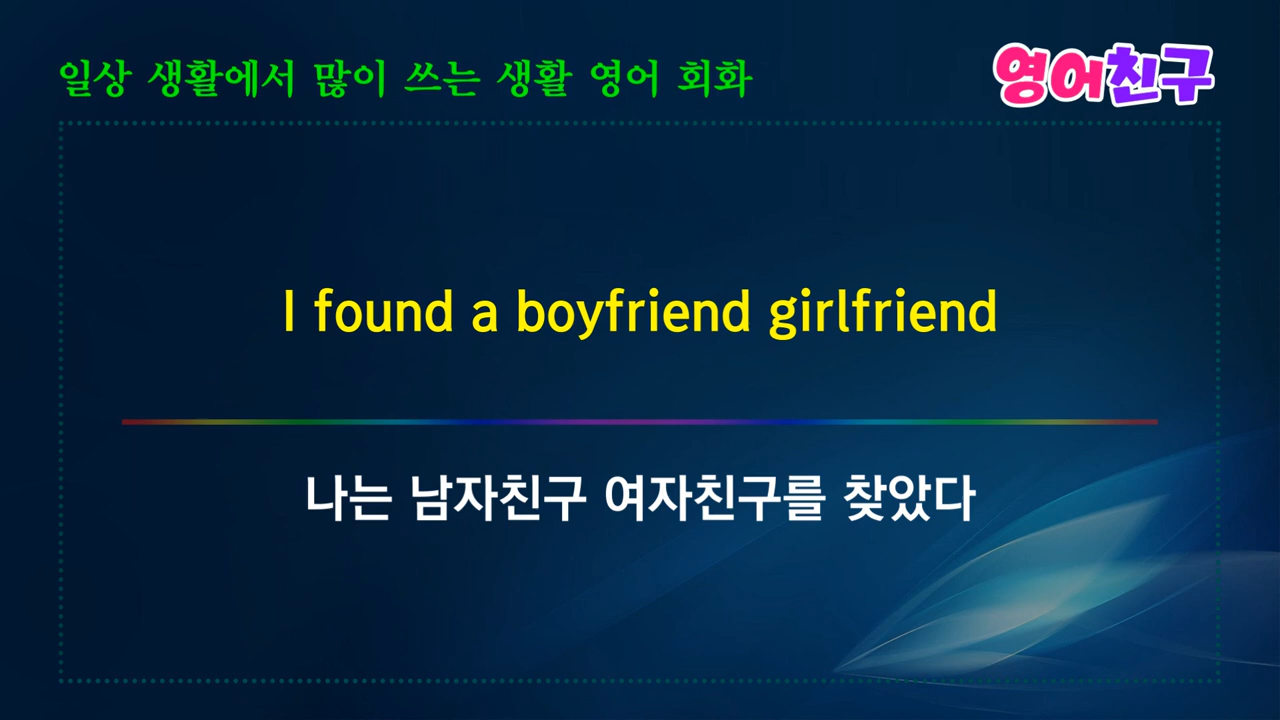 일상 생활에서 많이 쓰는 생활 영어 회화
영어친구
I found a boyfriend girlfriend
나는 남자친구 여자친구를 찾았다